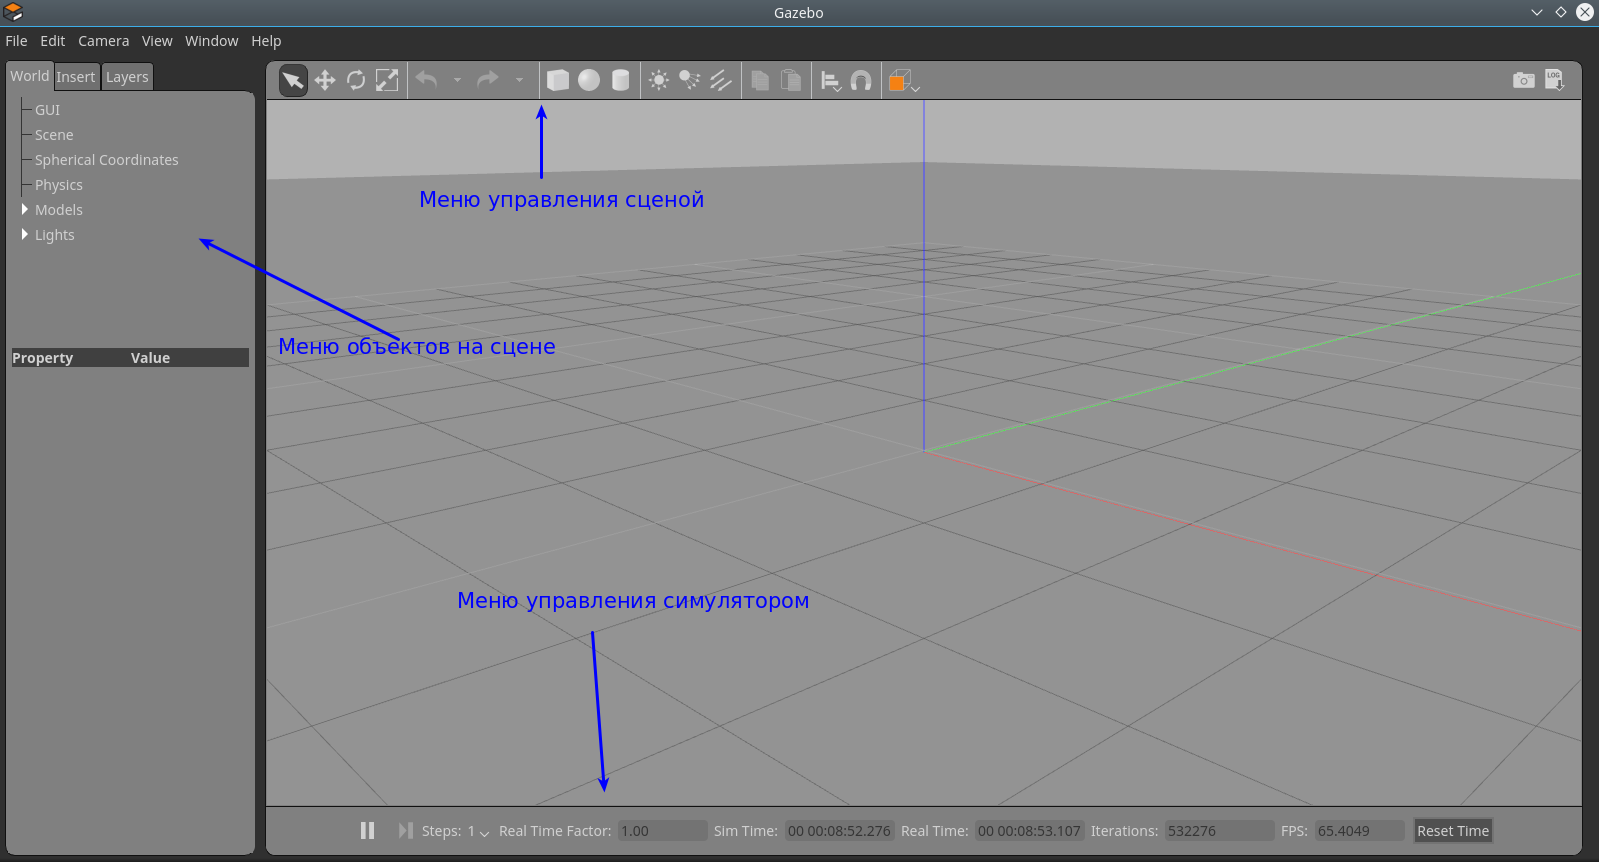 Gazebo
File Edit Camera View Window Help
World Insert Layers
LOG
GUI
Scene
Spherical Coordinates
Physics
Models
Lights
Property Value
Меню управления сценой
Меню объектов на сцене
Меню управления симулятором
Steps: 1 Real Time Factor: 1.00 Sim Time: 00 00:08:52.276 Real Time: 00 00:08:53.107 Iterations: 532276 FPS: 65.4049 Reset Time